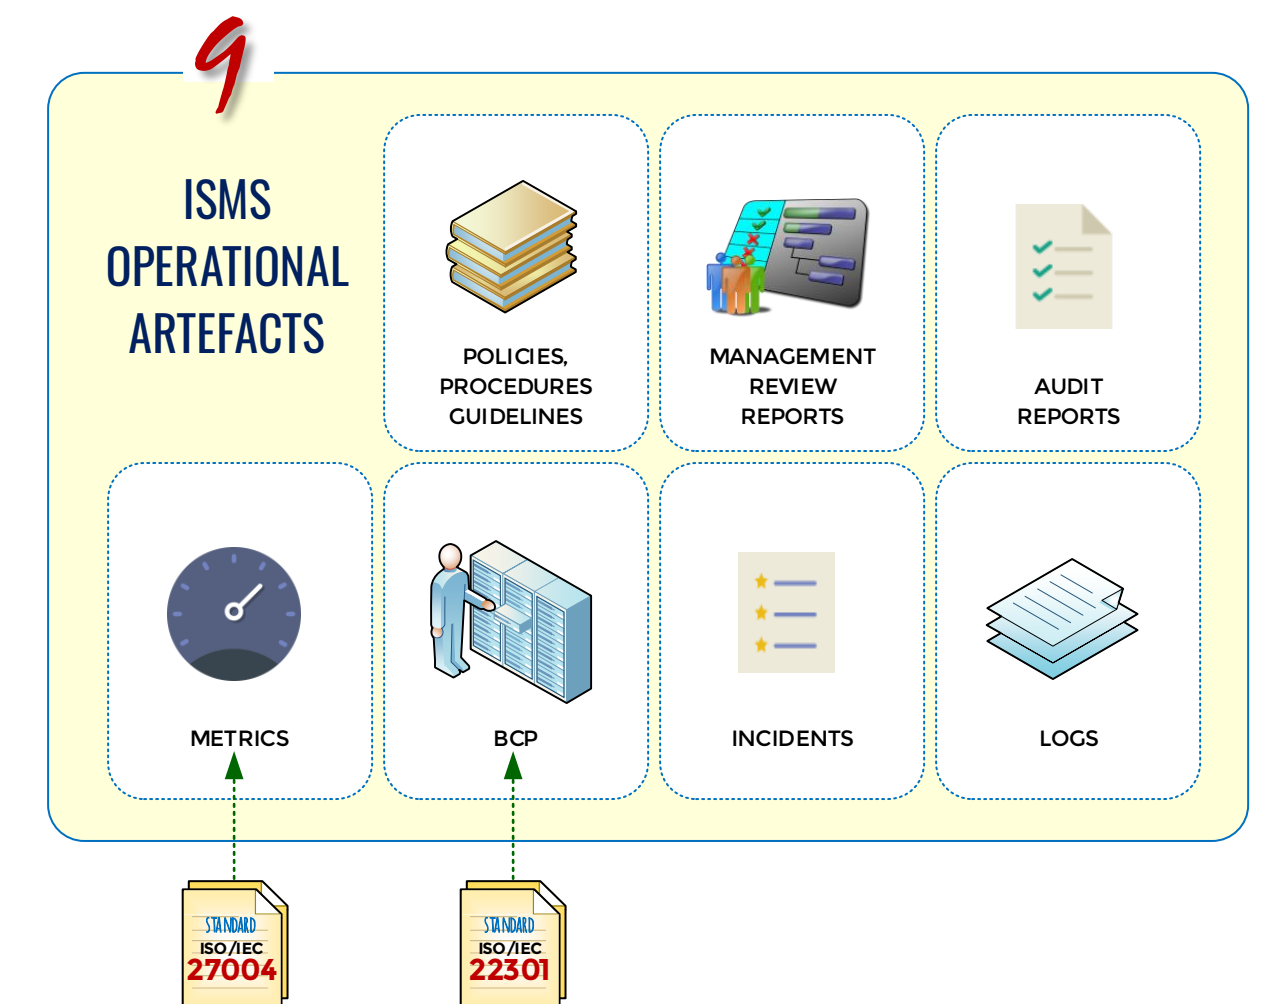 9
ISMS
OPERATIONAL
ARTEFACTS
POLICIES,
PROCEDURES
GUIDELINES
MANAGEMENT
REVIEW
REPORTS
AUDIT
REPORTS
METRICS
BCP
INCIDENTS
LOGS
STANDARD
ISO/IEC
27004
STANDARD
ISO/IEC
22301